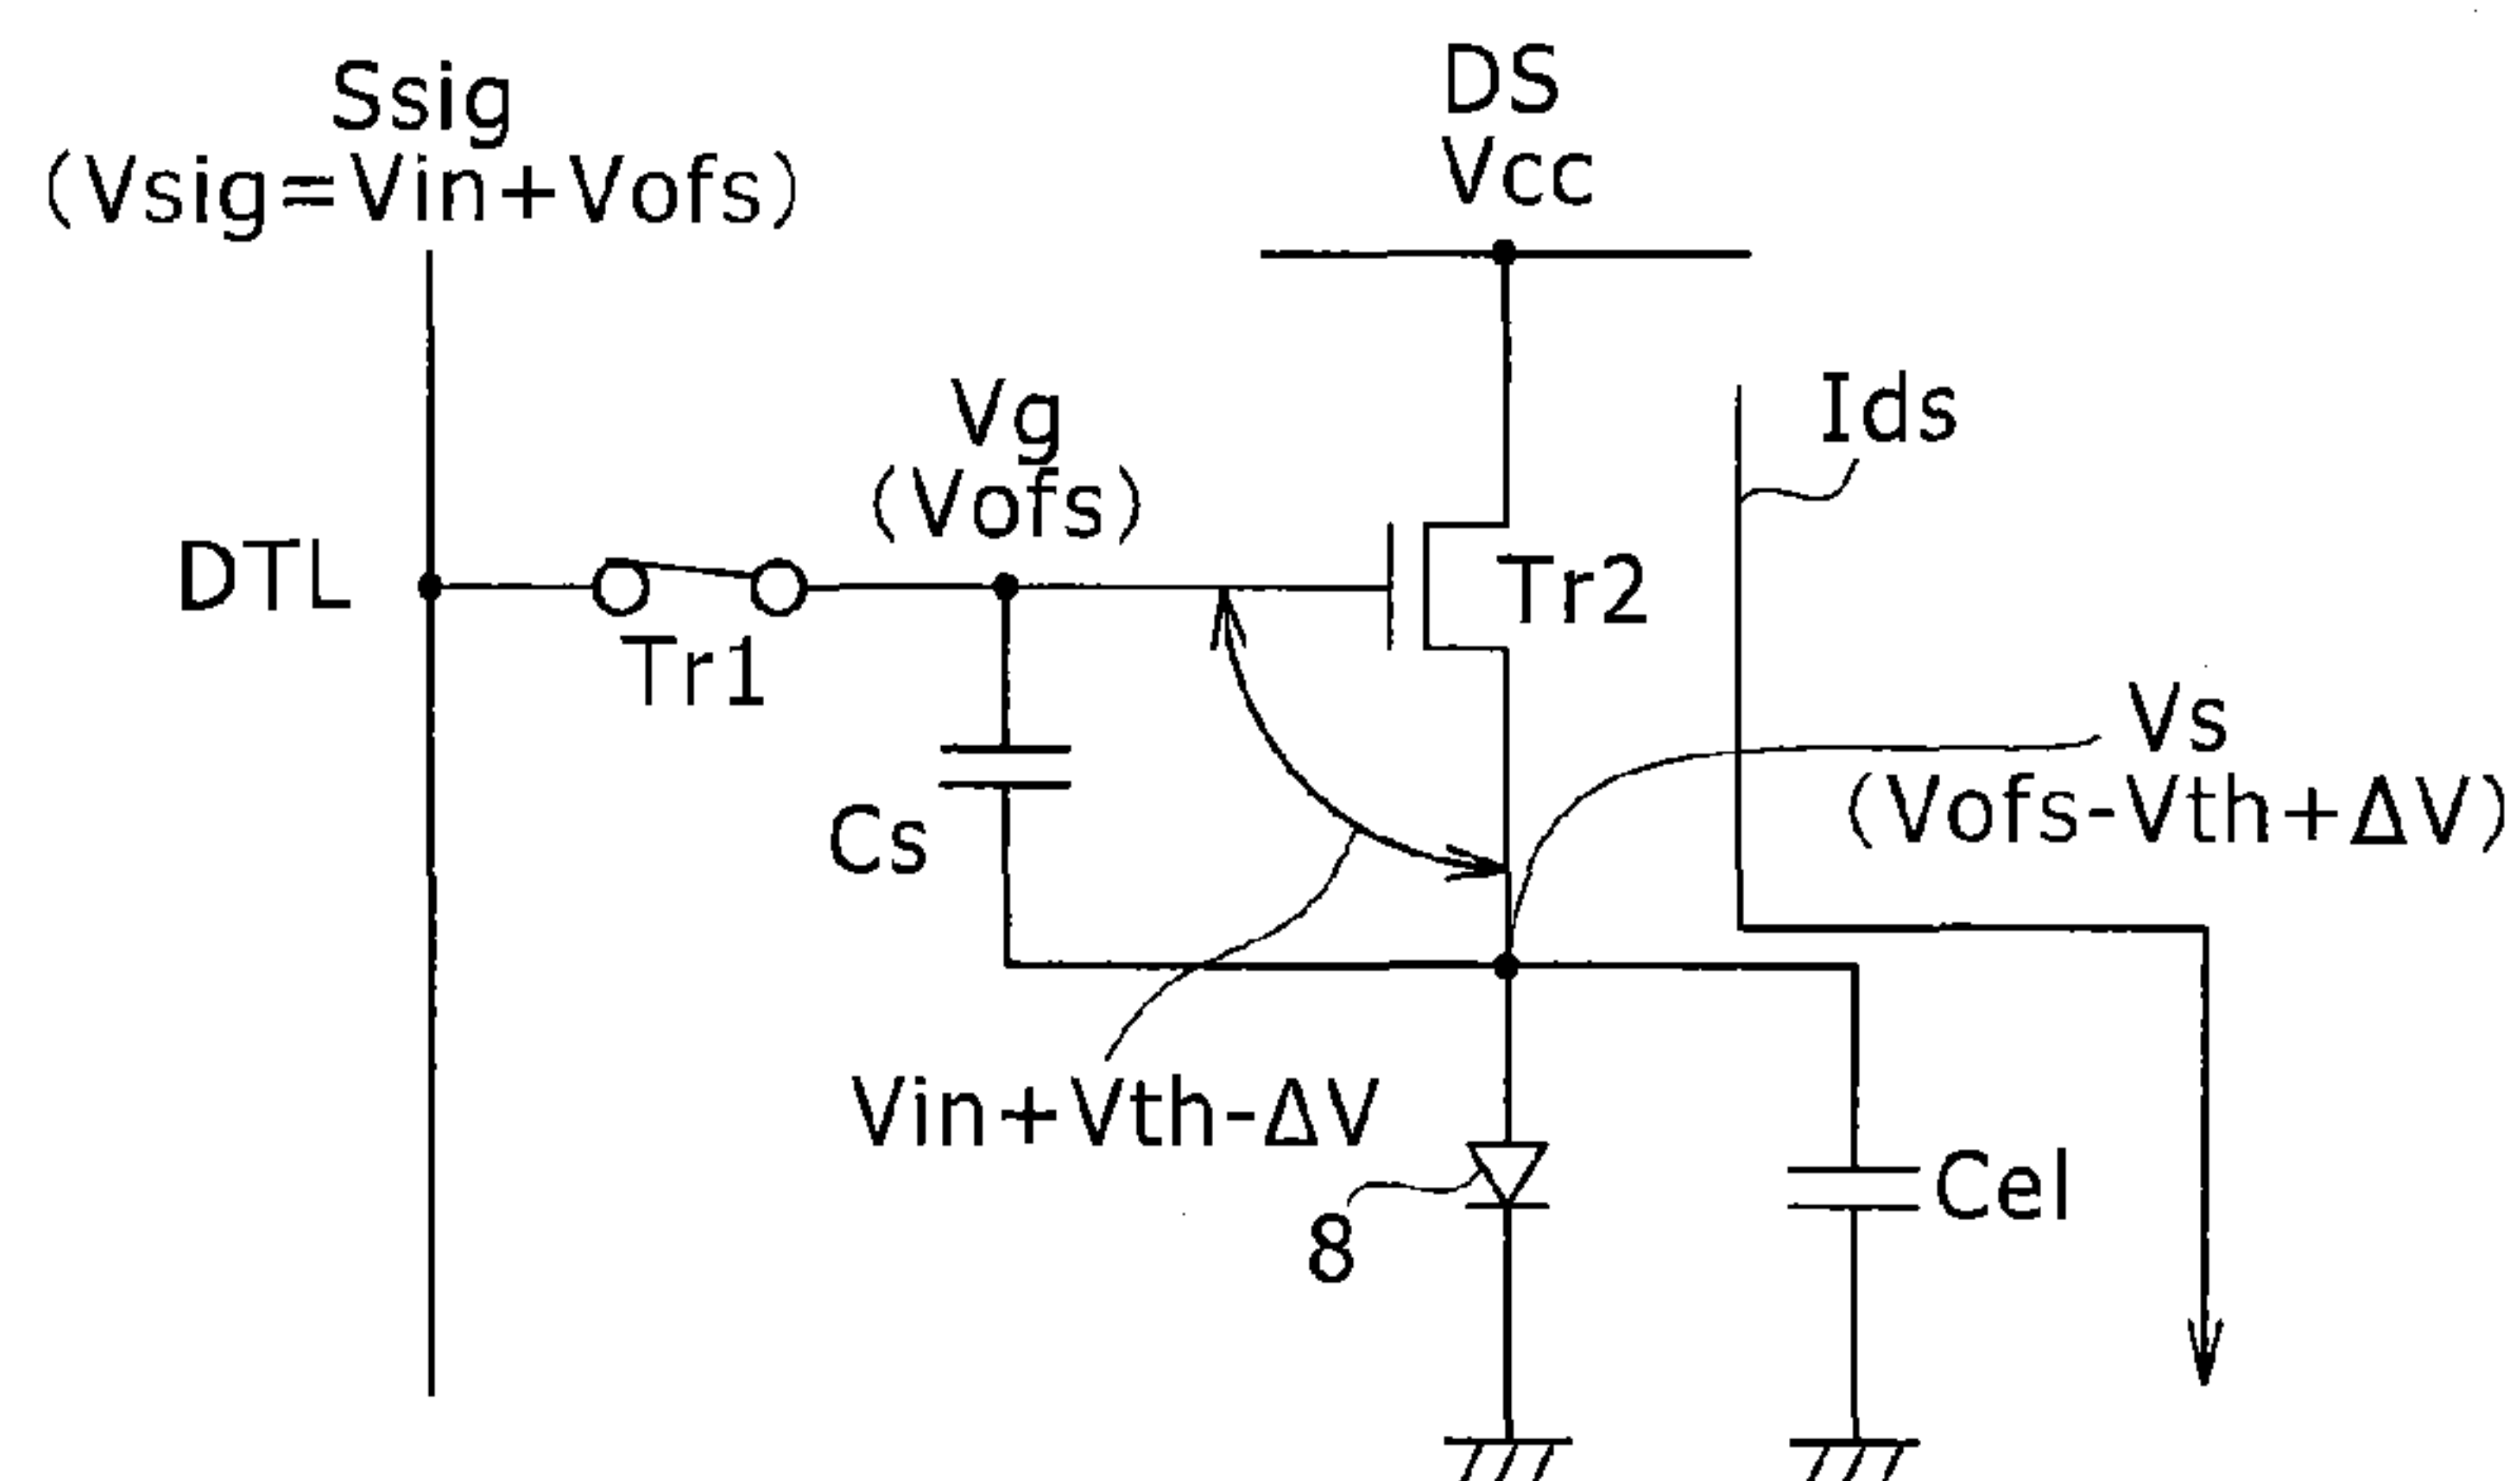 Ssig
(Vsig=Vin+Vofs)
DS
Vcc
Vg
(Vofs)
Ids
DTL
Tr1
Tr2
Vs
(Vofs-Vth+ΔV)
Cs
Vin+Vth-ΔV
8
Cel